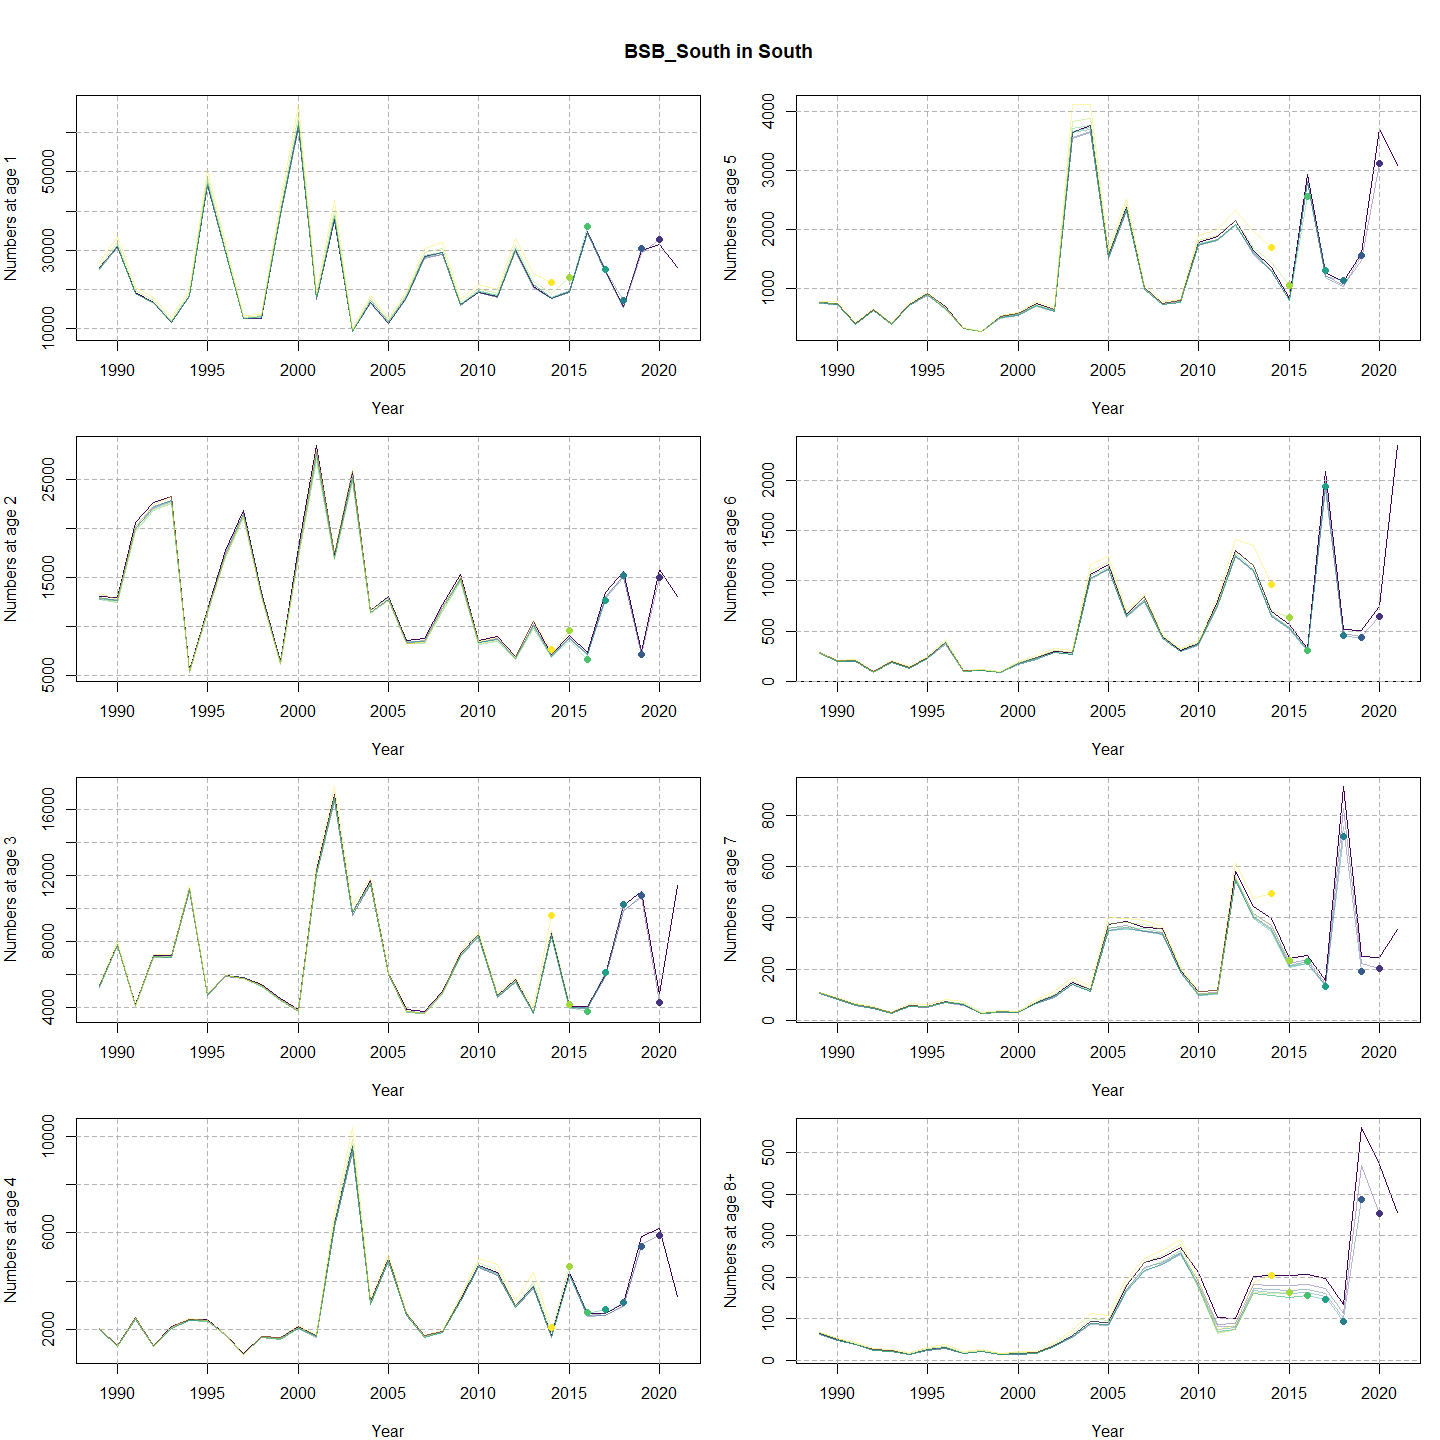 BSB_South in South
Numbers at age 1
10000 30000 50000
1990 1995 2000 2005 2010 2015 2020
Year
Numbers at age 5
1000 2000 3000 4000
1990 1995 2000 2005 2010 2015 2020
Year
Numbers at age 2
5000 15000 25000
1990 1995 2000 2005 2010 2015 2020
Year
Numbers at age 6
0 500 1000 1500 2000
1990 1995 2000 2005 2010 2015 2020
Year
Numbers at age 3
4000 8000 12000 16000
1990 1995 2000 2005 2010 2015 2020
Year
Numbers at age 7
0 200 400 600 800
1990 1995 2000 2005 2010 2015 2020
Year
Numbers at age 4
2000 6000 10000
1990 1995 2000 2005 2010 2015 2020
Year
Numbers at age 8+
0 100 200 300 400 500
1990 1995 2000 2005 2010 2015 2020
Year